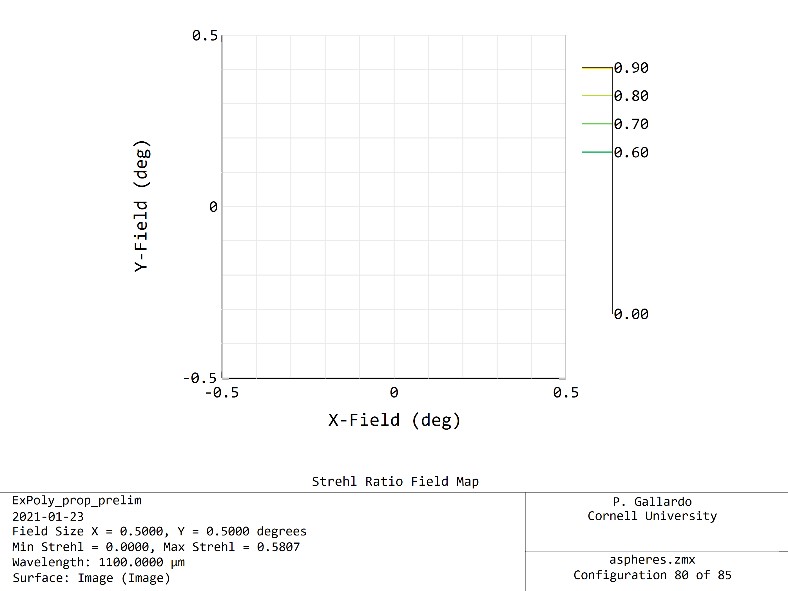 0.5
0
-0.5
Y-Field (deg)
-0.5
0
0.5
X-Field (deg)
0.90
0.80
0.70
0.60
0.00
Strehl Ratio Field Map
ExPoly_prop_prelim
2021-01-23
Field Size X = 0.5000, Y = 0.5000 degrees
Min Strehl = 0.0000, Max Strehl = 0.5807
Wavelength: 1100.0000 µm
Surface: Image (Image)
P. Gallardo
Cornell University
aspheres.zmx
Configuration 80 of 85